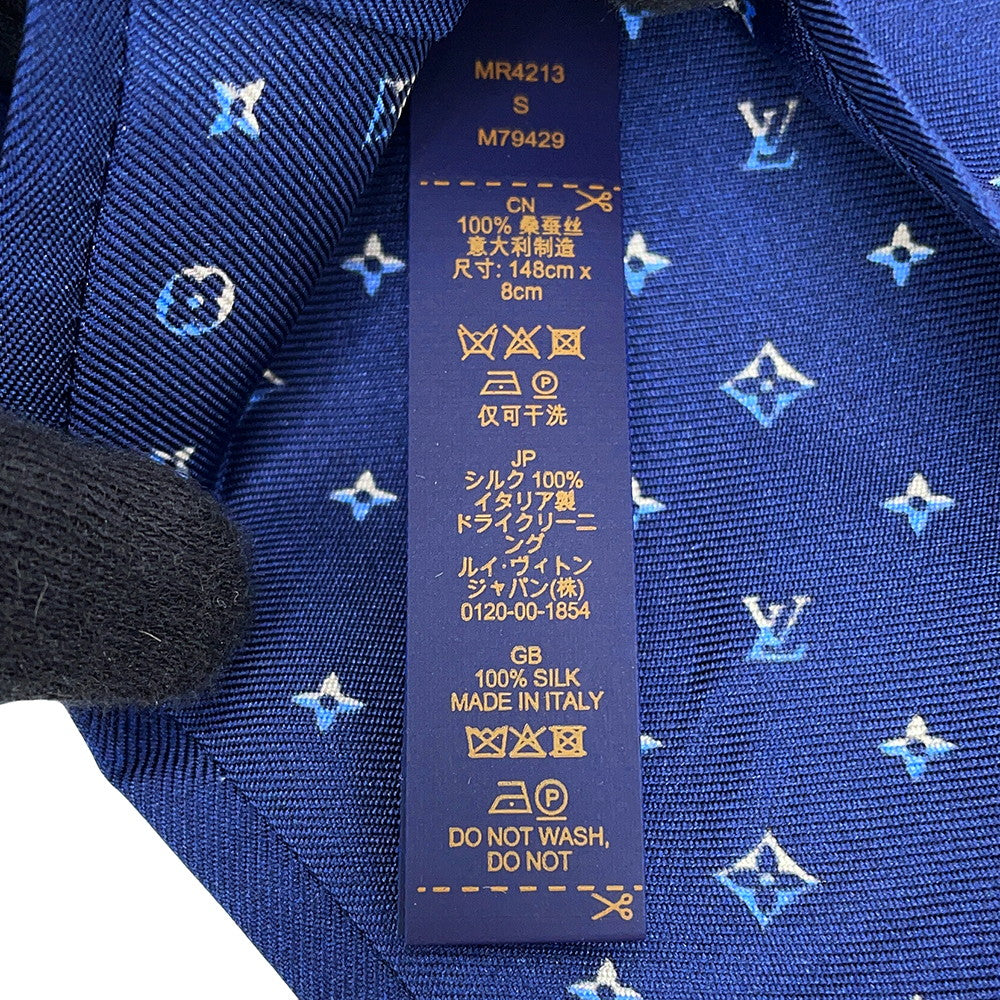 MR4213
S
M79429
CN
100% 桑蚕丝
意大利制造
尺寸: 148cm x
8cm
P
仅可干洗
JP
シルク 100%
イタリア製
ドライクリーニ
ング
ルイ·ヴィトン
ジャパン(株)
0120-00-1854
GB
100% SILK
MADE IN ITALY
P
DO NOT WASH,
DO NOT
LV
LV